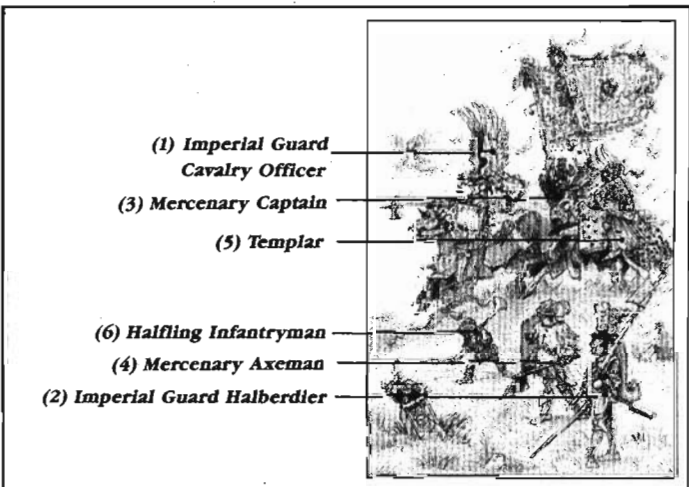 (1) Imperial Guard
Cavalry Officer
(3) Mercenary Captain
(5) Templar
(6) Halfling Infantryman
(4) Mercenary Axeman
(2) Imperial Guard Halberdier